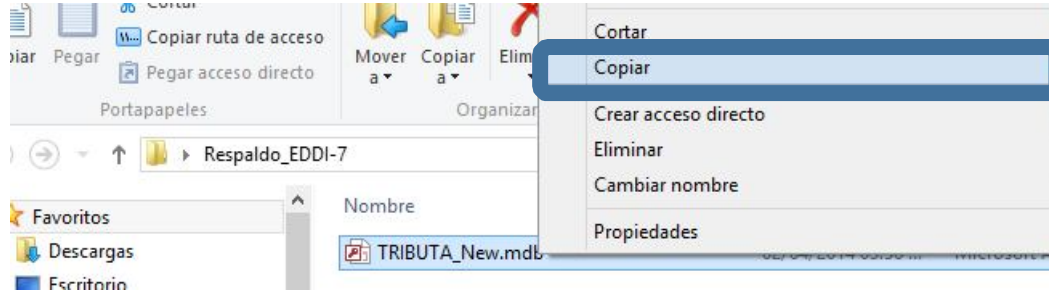 Cortar
Copiar ruta de acceso
Pegar
Pegar acceso directo
Portapapeles
Mover a
Copiar a
Elim
Organizar
Cortar
Copiar
Crear acceso directo
Eliminar
Cambiar nombre
Propiedades
Respaldo_EDDI-7
Favoritos
Descargas
Escritorio
Nombre
TRIBUTA_New.mdb